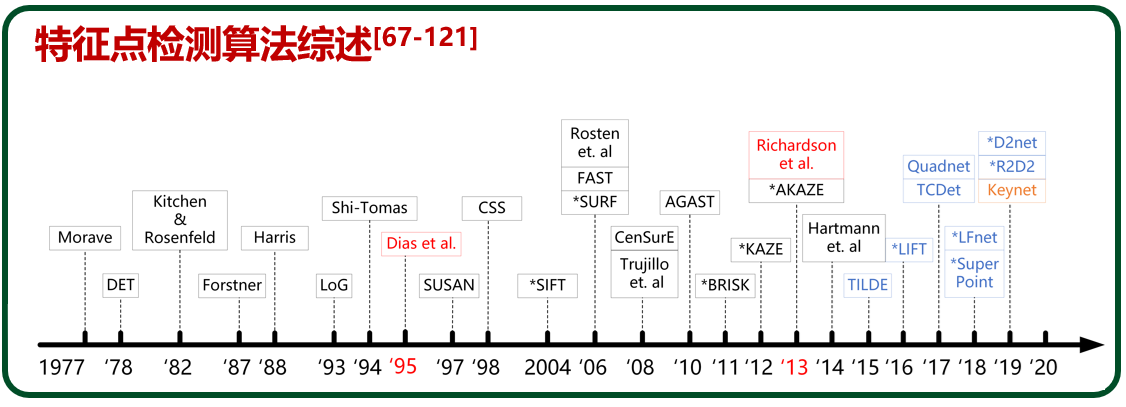 特征点检测算法综述[67-121]
Rosten
et. al
FAST
*SURF
Richardson
et al.
*AKAZE
Quadnet
TCDet
*D2net
*R2D2
Keynet
Kitchen
&
Rosenfeld
Shi-Tomas
CSS
AGAST
Morave
Harris
Dias et al.
CenSurE
Trujillo
et. al
*KAZE
Hartmann
et. al
*LIFT
*LFnet
*Super
Point
DET
Forstner
LoG
SUSAN
*SIFT
*BRISK
TILDE
1977 ‘78 ‘82 ‘87 ‘88 ‘93 ‘94 ‘95 ‘97 ‘98 2004 ‘06 ‘08 ‘10 ‘11 ‘12 ‘13 ‘14 ‘15 ‘16 ‘17 ‘18 ‘19 ‘20